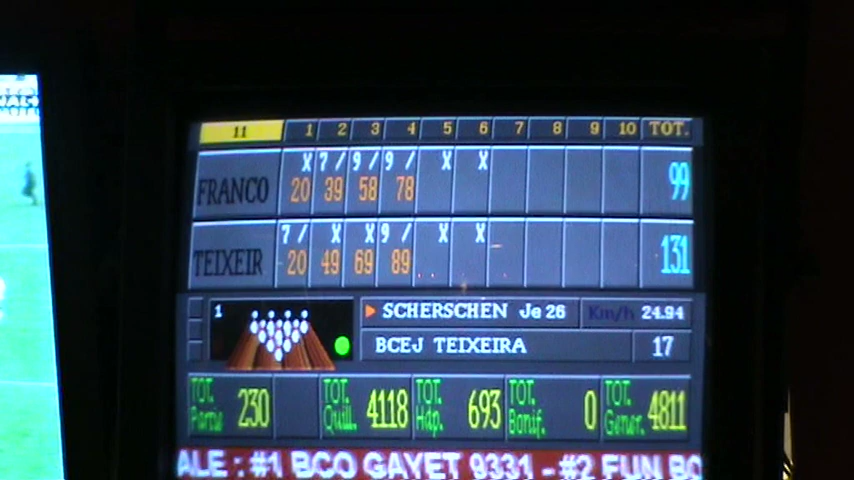 11 1 2 3 4 5 6 7 8 9 10 TOT.
X 7 / 9 / 9 / X X
FRANCO 20 39 58 78 99
7 / X X 9 / X X
TEIXEIR 20 49 69 89 131
1 SCHERSCHEN Je 26 Km/h 24.94
BCEJ TEIXEIRA 17
TOT. TOT. TOT. TOT. TOT.
Partie 230 Quill. 4118 Hdp. 693 Bonif. 0 Gener. 4811
ALE : #1 BCO GAYET 9331 - #2 FUN BO